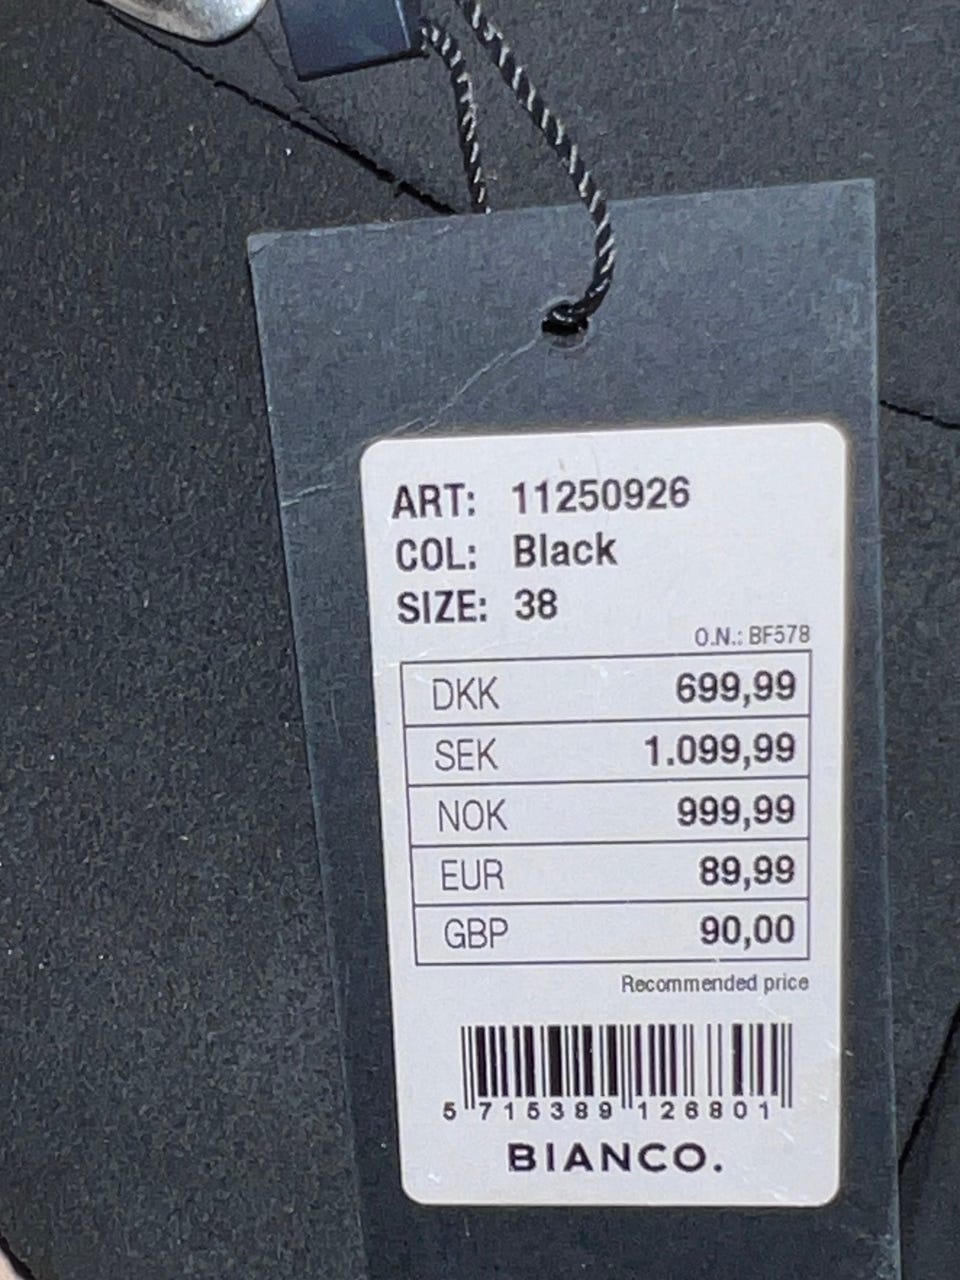 ART: 11250926
COL: Black
SIZE: 38
O.N.: BF578
DKK 699,99
SEK 1.099,99
NOK 999,99
EUR 89,99
GBP 90,00
Recommended price
5 715389 126801
BIANCO.